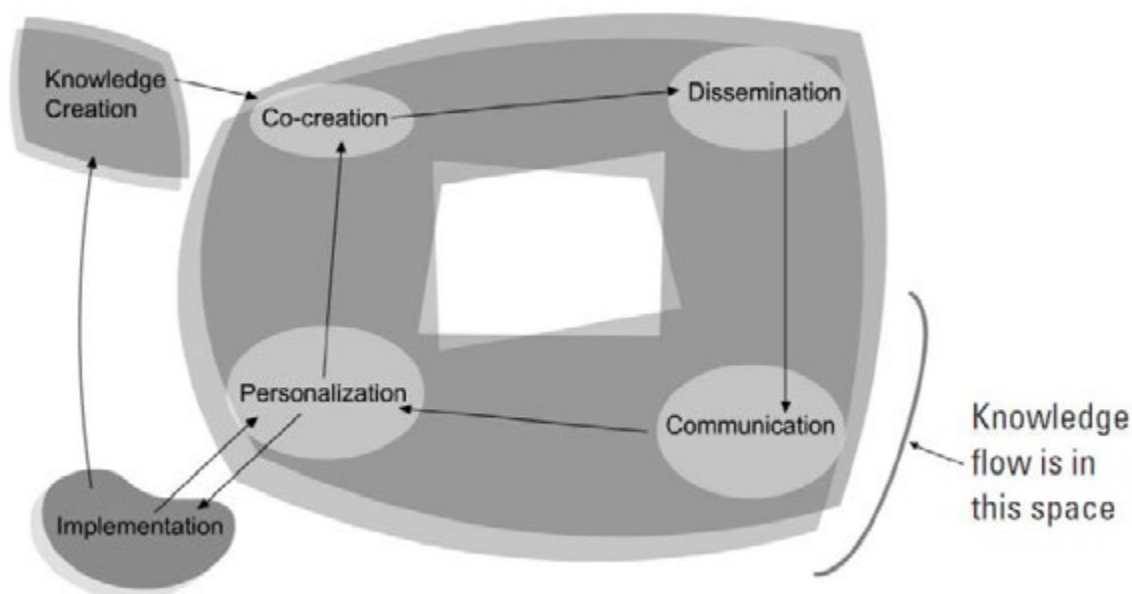 Knowledge
Creation
Co-creation
Dissemination
Personalization
Communication
Implementation
Knowledge
flow is in
this space